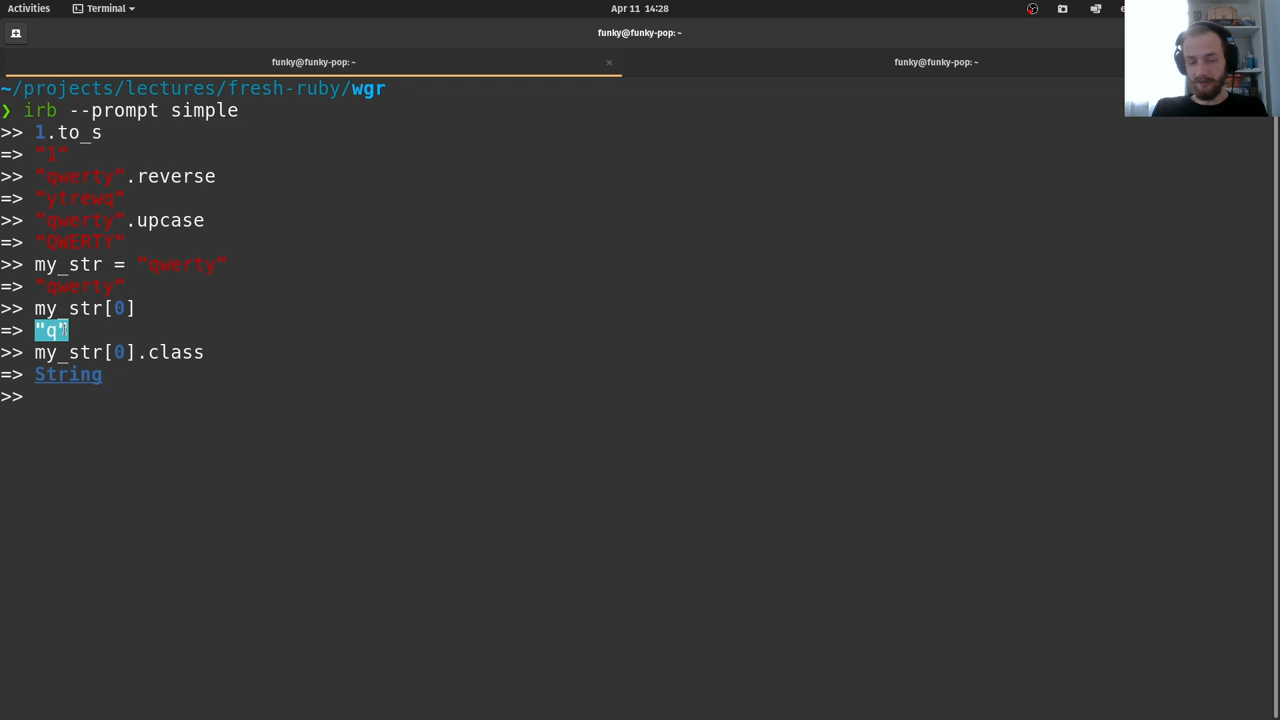 Activities Terminal Apr 11 14:28
funky@funky-pop: ~
funky@funky-pop: ~ × funky@funky-pop: ~
~/projects/lectures/fresh-ruby/wgr
❯ irb --prompt simple
>> 1.to_s
=> "1"
>> "qwerty".reverse
=> "ytrewq"
>> "qwerty".upcase
=> "QWERTY"
>> my_str = "qwerty"
=> "qwerty"
>> my_str[0]
=> "q"
>> my_str[0].class
=> String
>>